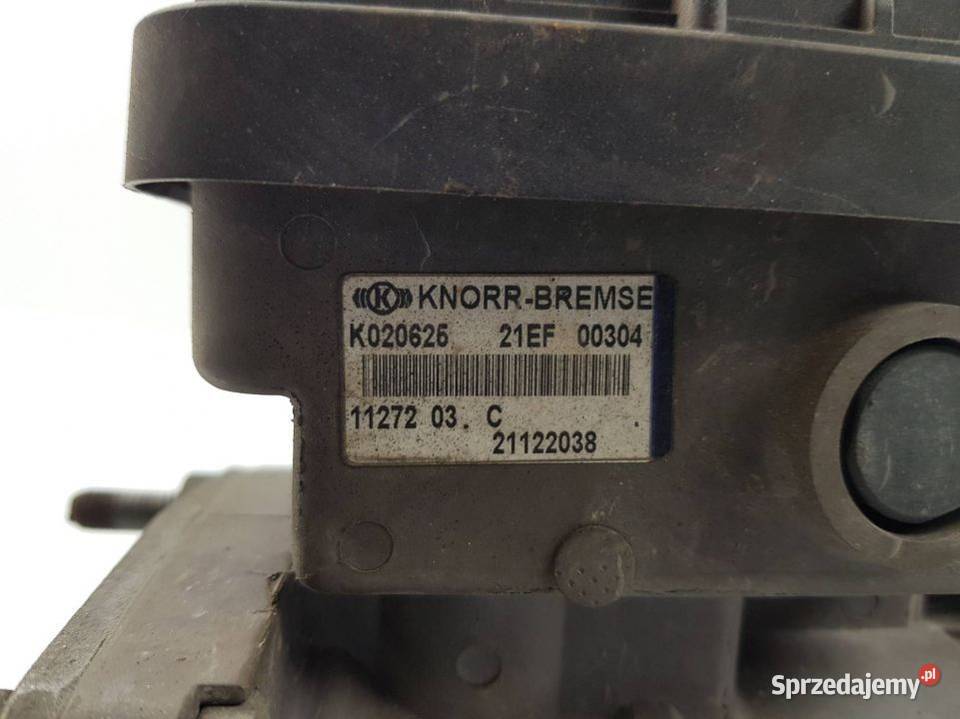 KNORR-BREMSE
K020625 21EF 00304
11272 03. C .
21122038
Sprzedajemy.pl